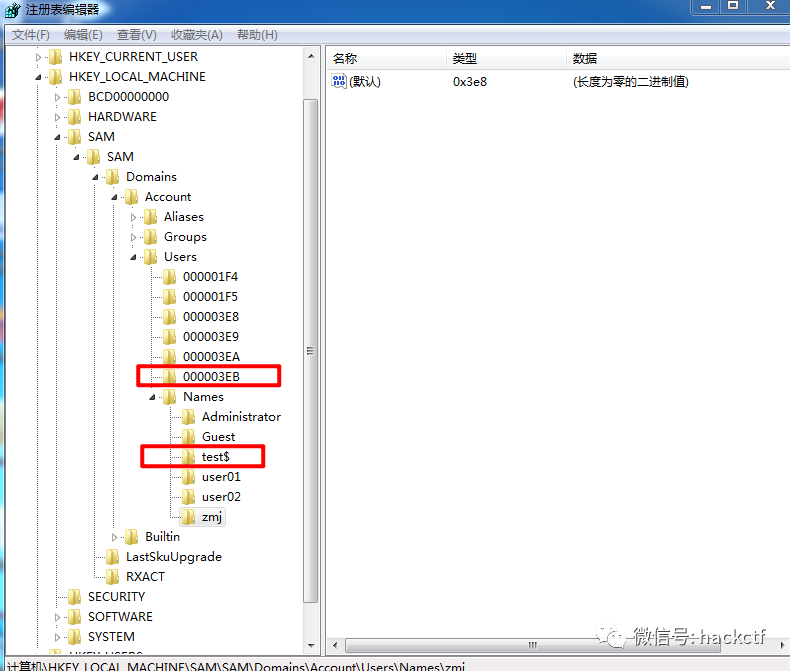 注册表编辑器
文件(F) 编辑(E) 查看(V) 收藏夹(A) 帮助(H)
HKEY_CURRENT_USER
HKEY_LOCAL_MACHINE
BCD00000000
HARDWARE
SAM
SAM
Domains
Account
Aliases
Groups
Users
000001F4
000001F5
000003E8
000003E9
000003EA
000003EB
Names
Administrator
Guest
test$
user01
user02
zmj
Builtin
LastSkuUpgrade
RXACT
SECURITY
SOFTWARE
SYSTEM
HKEY_USERS
名称 类型 数据
(默认) 0x3e8 (长度为零的二进制值)
微信号: hackctf
计算机\HKEY_LOCAL_MACHINE\SAM\SAM\Domains\Account\Users\Names\zmj